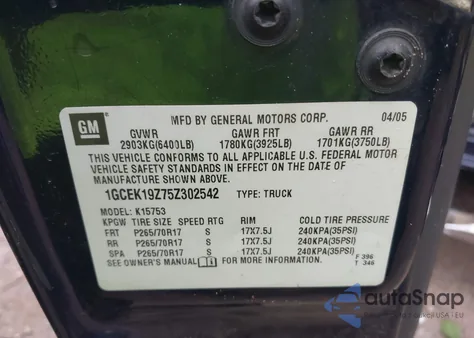 GM
MFD BY GENERAL MOTORS CORP. 04/05
GVWR GAWR FRT GAWR RR
2903KG(6400LB) 1780KG(3925LB) 1701KG(3750LB)
THIS VEHICLE CONFORMS TO ALL APPLICABLE U.S. FEDERAL MOTOR
VEHICLE SAFETY STANDARDS IN EFFECT ON THE DATE OF
MANUFACTURE SHOWN ABOVE.
1GCEK19Z75Z302542 TYPE: TRUCK
MODEL: K15753
KPGW TIRE SIZE SPEED RTG RIM COLD TIRE PRESSURE
FRT P265/70R17 S 17X7.5J 240KPA(35PSI)
RR P265/70R17 S 17X7.5J 240KPA(35PSI)
SPA P265/70R17 S 17X7.5J 240KPA(35PSI)
SEE OWNER'S MANUAL FOR MORE INFORMATION. F 396
T 346
autoSnap